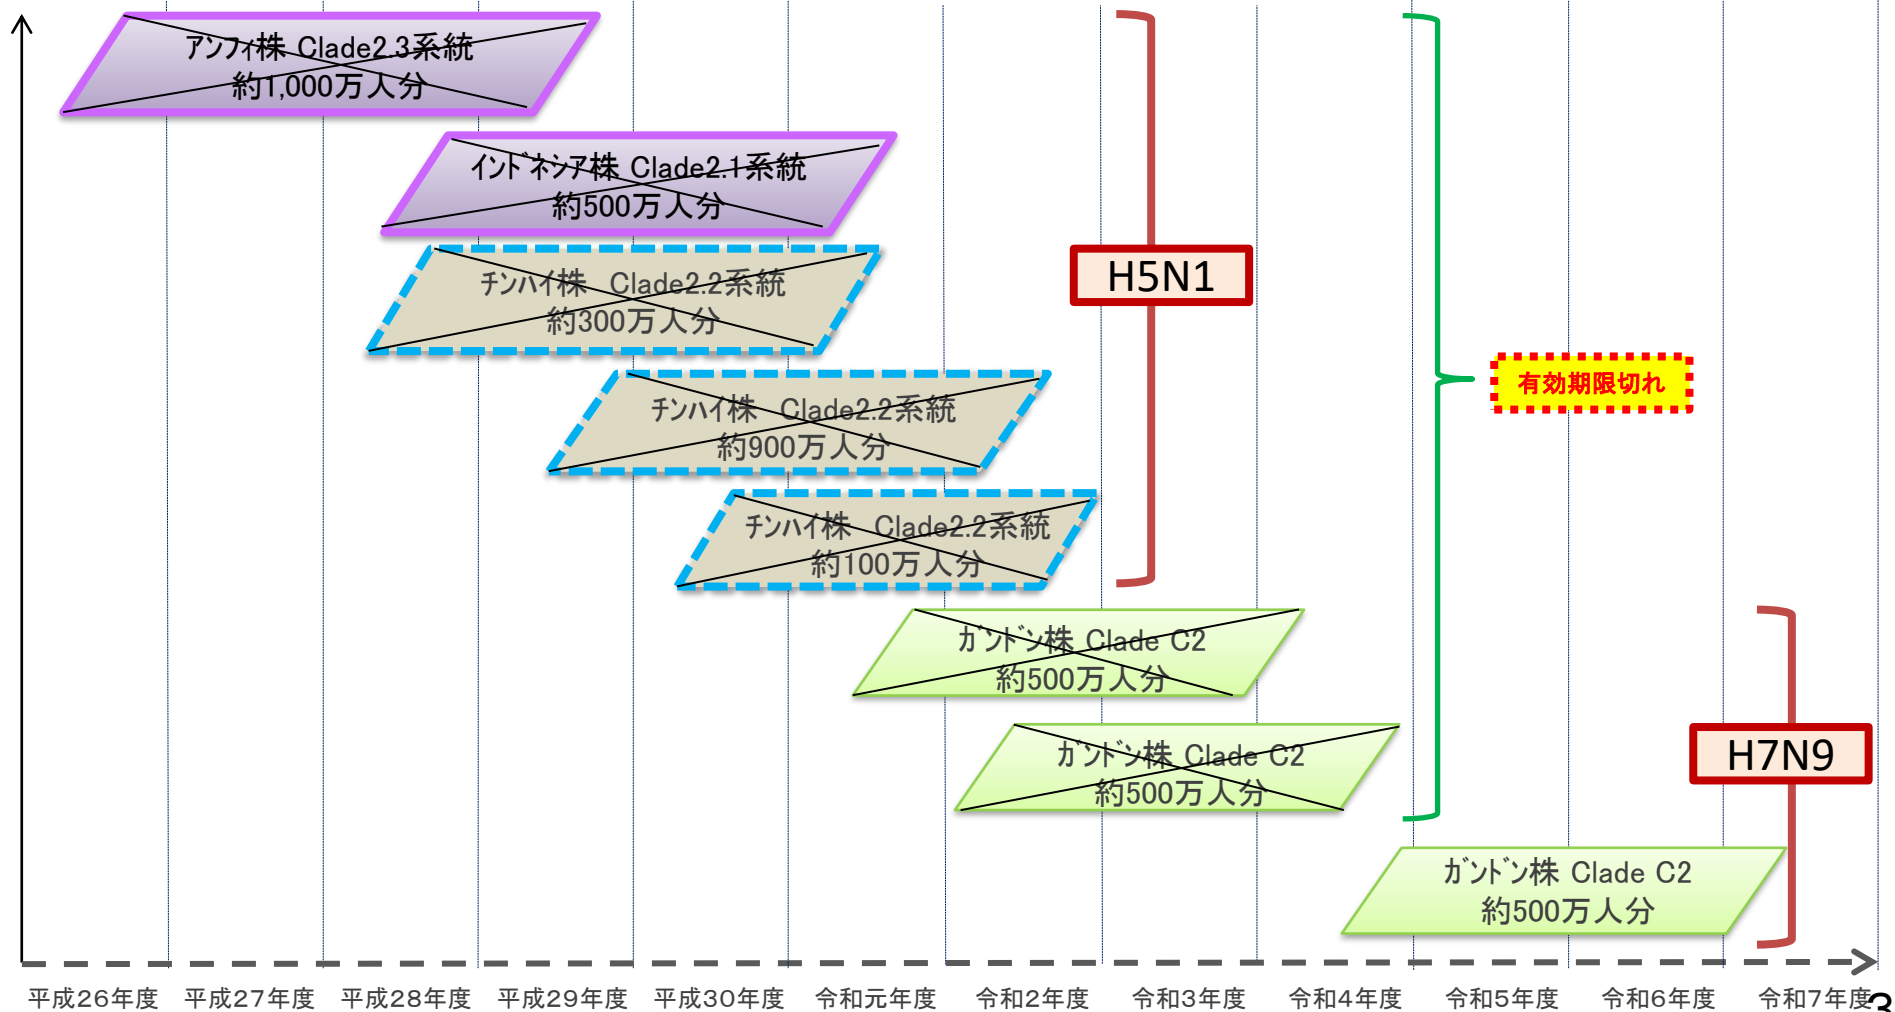 アンフィ株 Clade2.3系統
約1,000万人分
インドネシア株 Clade2.1系統
約500万人分
チンハイ株　Clade2.2系統
約300万人分
H5N1
チンハイ株　Clade2.2系統
約900万人分
有効期限切れ
チンハイ株　Clade2.2系統
約100万人分
ガンドン株 Clade C2
約500万人分
ガンドン株 Clade C2
約500万人分
H7N9
ガンドン株 Clade C2
約500万人分
平成26年度 平成27年度 平成28年度 平成29年度 平成30年度 令和元年度 令和2年度 令和3年度 令和4年度 令和5年度 令和6年度 令和7年度
3